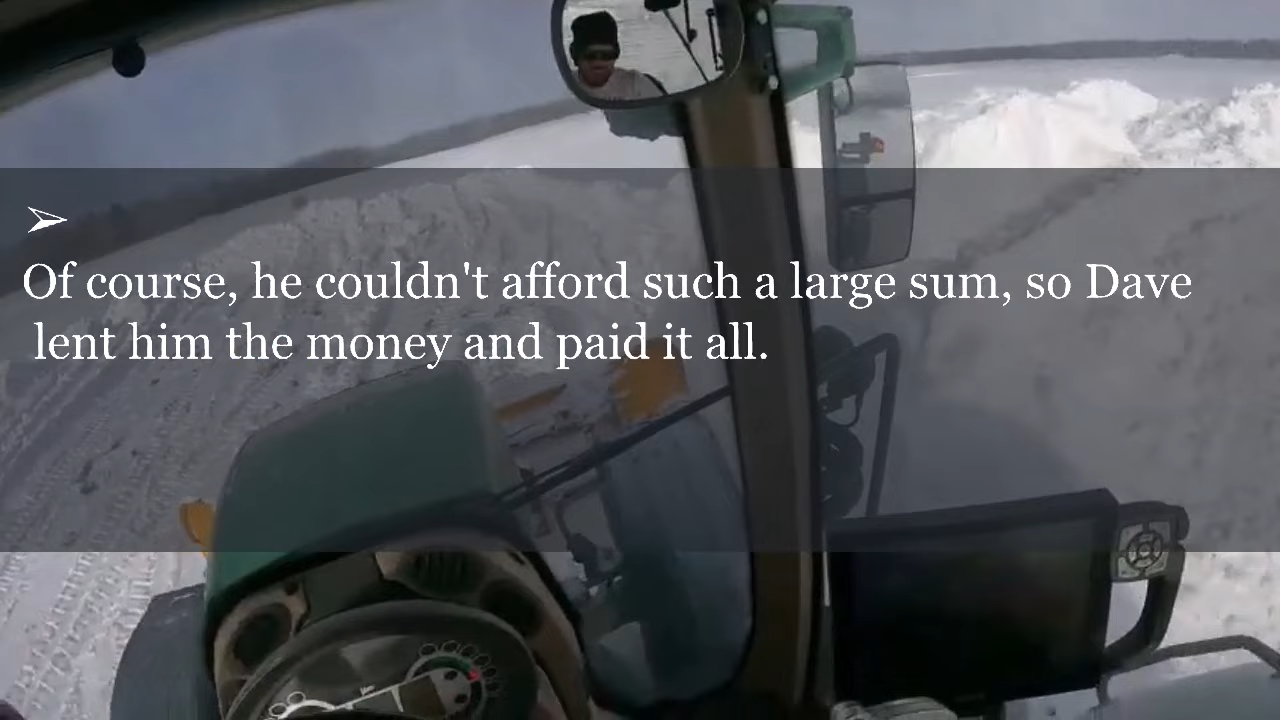 ➢
Of course, he couldn't afford such a large sum, so Dave
lent him the money and paid it all.